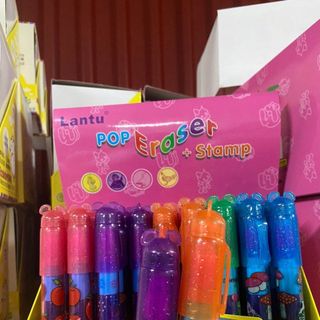 Lantu
POP Eraser
+ Stamp